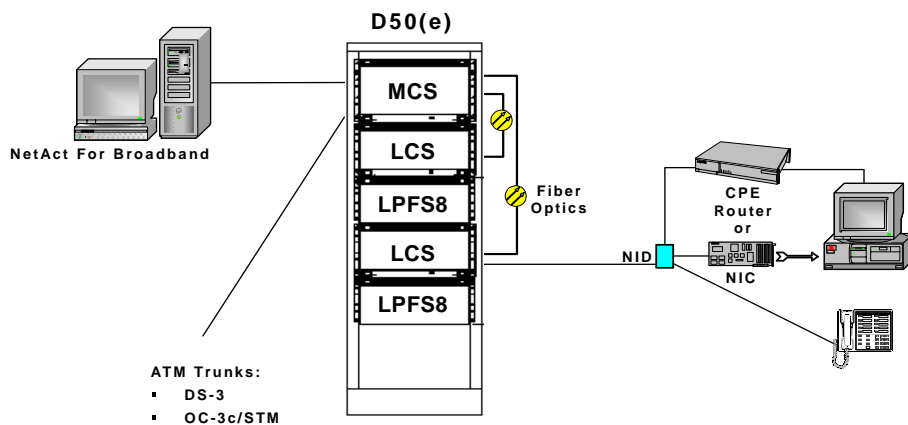 D50(e)
MCS
LCS
LPFS8
LCS
LPFS8
NetAct For Broadband
Fiber
Optics
CPE
Router
or
NIC
NID
ATM Trunks:
▪ DS-3
▪ OC-3c/STM